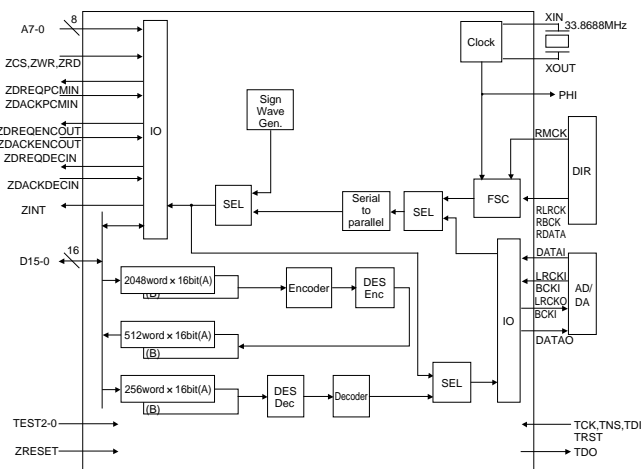 8
A7-0
ZCS,ZWR,ZRD
ZDREQPCMIN
ZDACKPCMIN
ZDREQENCOUT
ZDACKENCOUT
ZDREQDECIN
ZDACKDECIN
ZINT
16
D15-0
TEST2-0
ZRESET
IO
Sign
Wave
Gen.
SEL
Serial
to
parallel
SEL
Clock
XIN
33.8688MHz
XOUT
PHI
RMCK
DIR
FSC
RLRCK
RBCK
RDATA
DATAI
LRCKI
BCKI
LRCKO
BCKI
DATAO
AD/
DA
IO
2048word × 16bit(A)
(B)
Encoder
DES
Enc
512word × 16bit(A)
(B)
256word × 16bit(A)
(B)
DES
Dec
Decoder
SEL
TCK,TNS,TDI
TRST
TDO